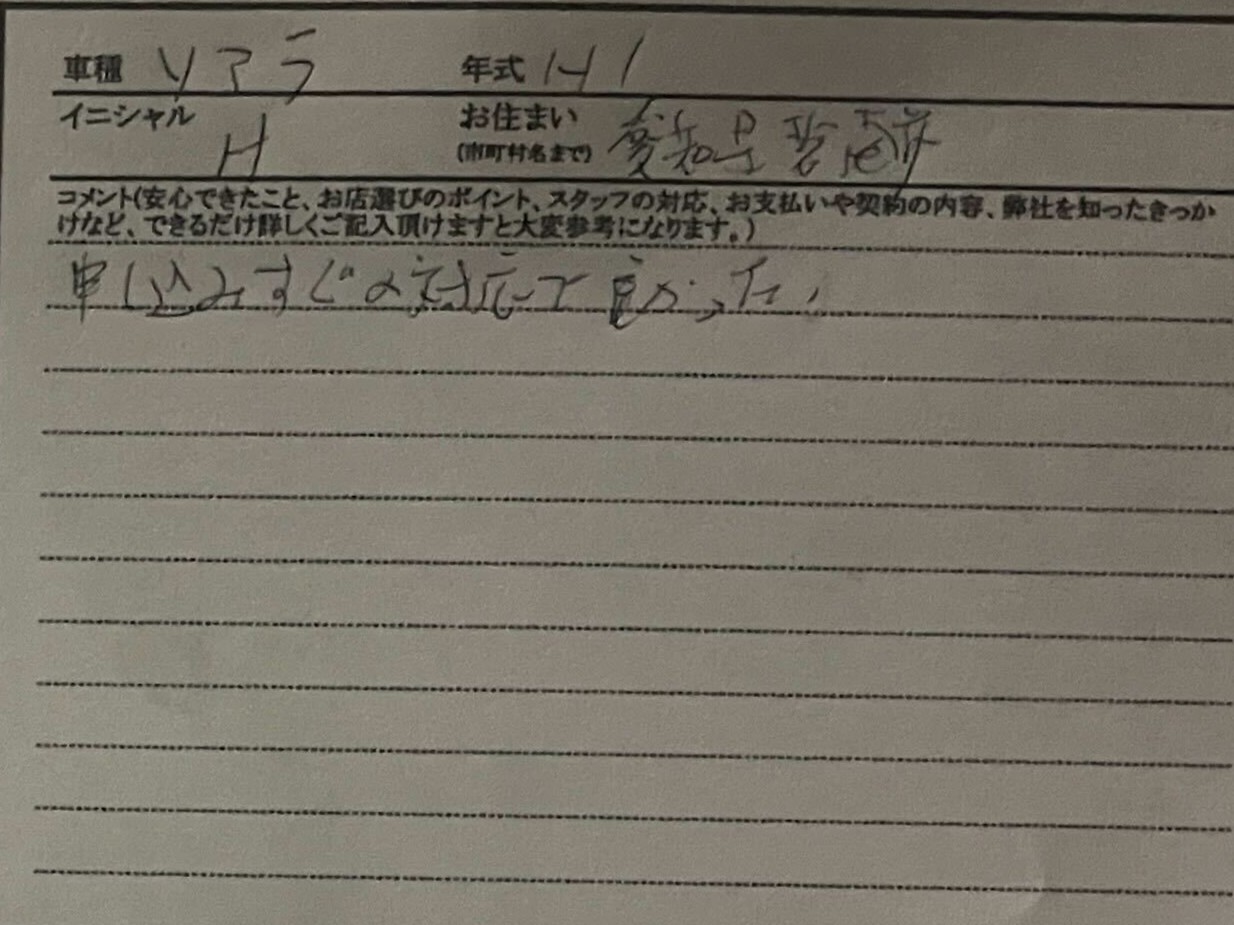 車種 ソアラ 年式 H1
イニシャル H お住まい (市町村名まで) 愛知県
コメント(安心できたこと、お店選びのポイント、スタッフの対応、お支払いや契約の内容、弊社を知ったきっか
けなど、できるだけ詳しくご記入頂けますと大変参考になります。)
申し込みすぐの対応で良かった。